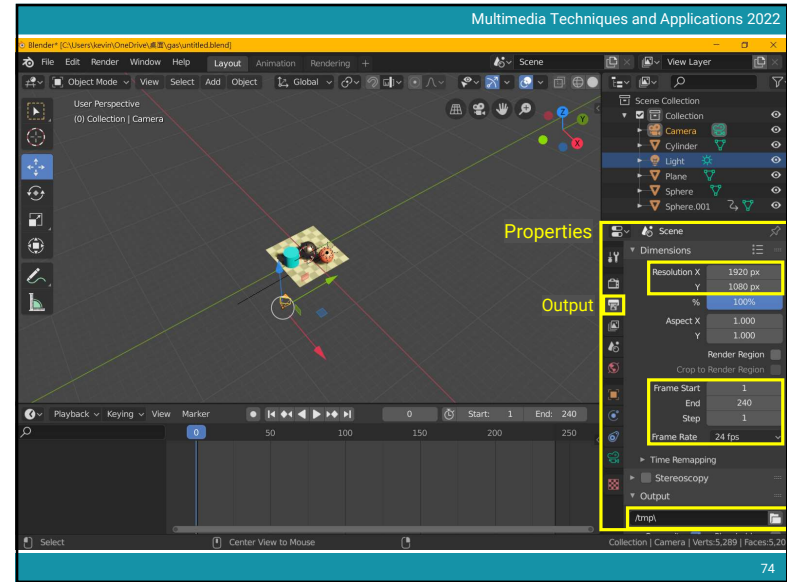 Multimedia Techniques and Applications 2022
Blender* [C:\Users\kevin\OneDrive\桌面\gas\untitled.blend]
File Edit Render Window Help Layout Animation Rendering + Scene View Layer
Object Mode View Select Add Object Global
User Perspective
(0) Collection | Camera
Z
Y
X
Scene Collection
Collection
Camera
Cylinder
Light
Plane
Sphere
Sphere.001
Properties
Scene
Dimensions
Resolution X 1920 px
Y 1080 px
% 100%
Output
Aspect X 1.000
Y 1.000
Render Region
Crop to Render Region
Frame Start 1
End 240
Step 1
Frame Rate 24 fps
Time Remapping
Stereoscopy
Output
/tmp\
Playback Keying View Marker 0 Start: 1 End: 240
0 50 100 150 200 250
Select Center View to Mouse Collection | Camera | Verts:5,289 | Faces:5,20
74